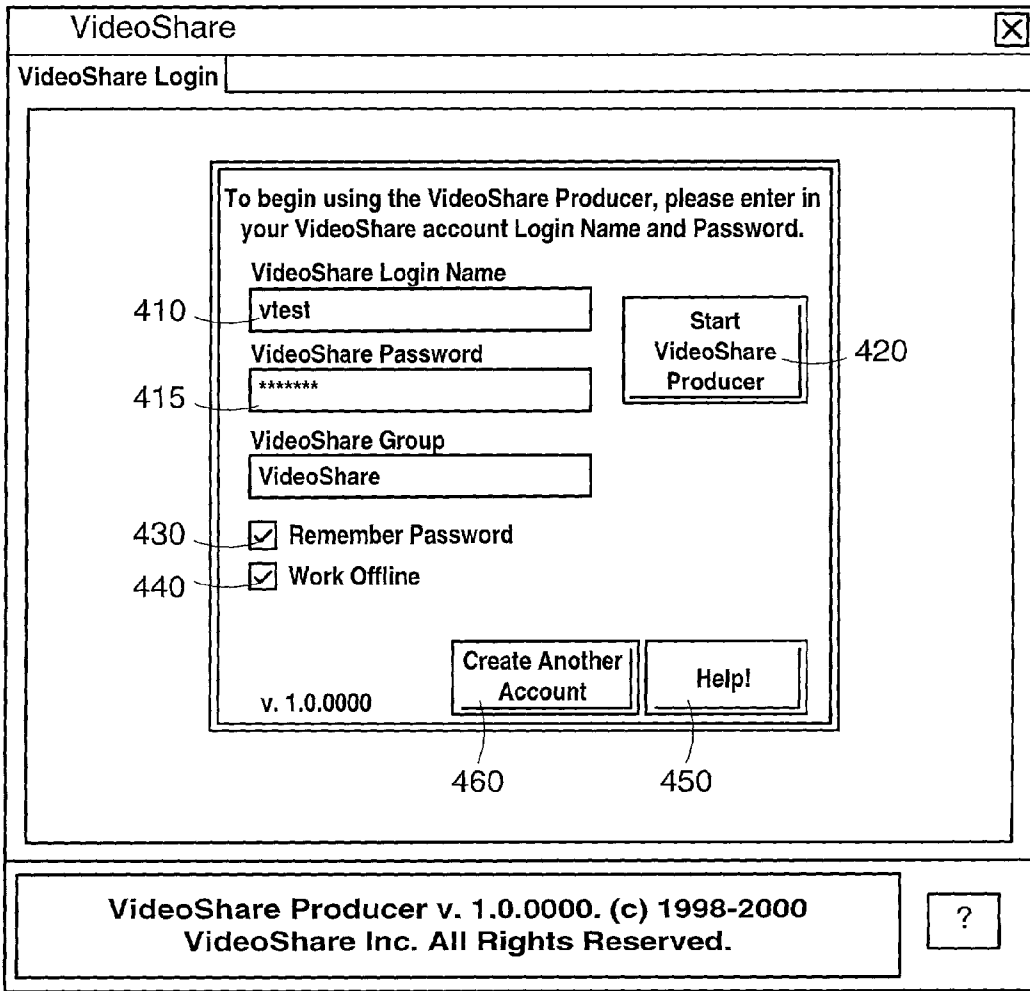 VideoShare
VideoShare Login
To begin using the VideoShare Producer, please enter in
your VideoShare account Login Name and Password.
VideoShare Login Name
410
vtest
Start
VideoShare
Producer
420
VideoShare Password
415
*******
VideoShare Group
VideoShare
430
Remember Password
440
Work Offline
v. 1.0.0000
Create Another
Account
Help!
460
450
VideoShare Producer v. 1.0.0000. (c) 1998-2000
VideoShare Inc. All Rights Reserved.
?